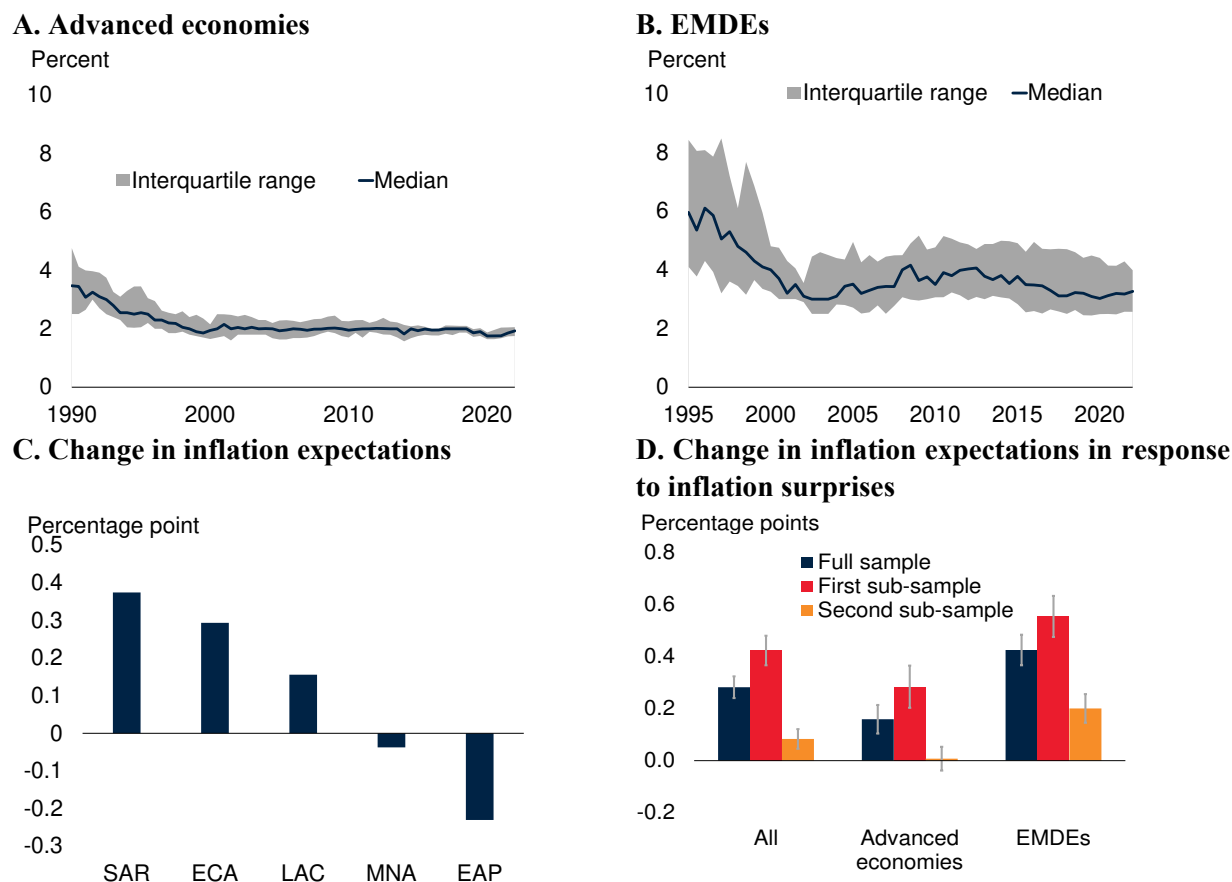 A. Advanced economies
Percent
10
8
Interquartile range
Median
6
4
2
0
1990
2000
2010
2020
B. EMDEs
Percent
10
Interquartile range
Median
8
6
4
2
0
1995
2000
2005
2010
2015
2020
C. Change in inflation expectations
Percentage point
0.5
0.4
0.3
0.2
0.1
0
-0.1
-0.2
-0.3
SAR
ECA
LAC
MNA
EAP
D. Change in inflation expectations in response
to inflation surprises
Percentage points
0.8
Full sample
First sub-sample
Second sub-sample
0.6
0.4
0.2
0.0
-0.2
All
Advanced
economies
EMDEs